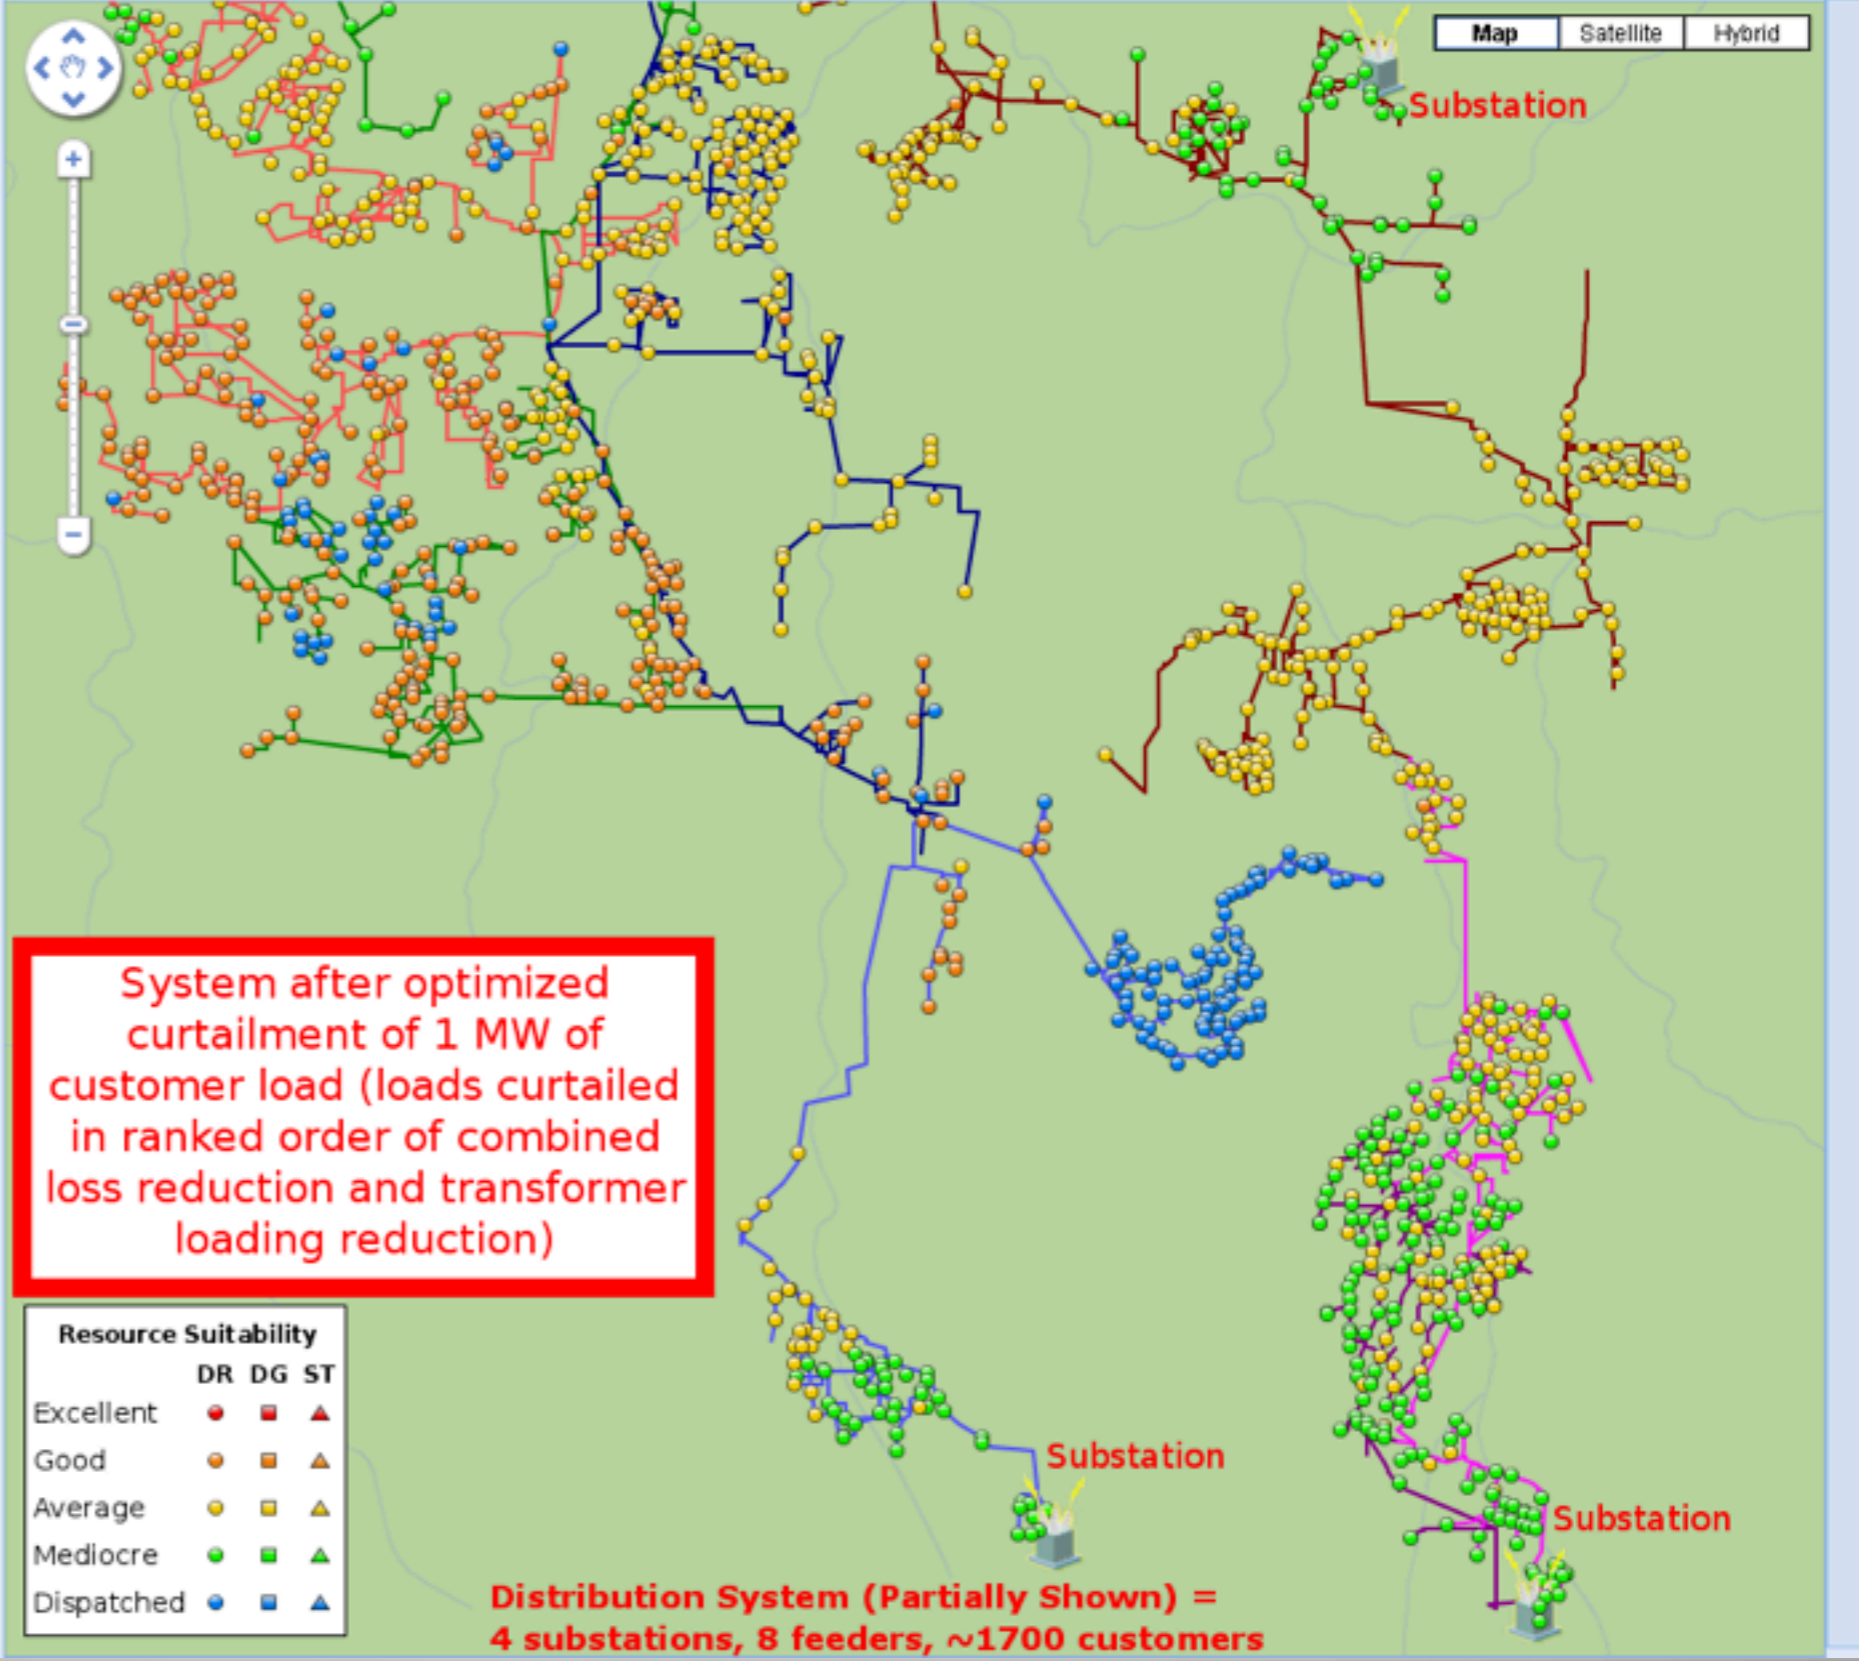 Map Satellite Hybrid
Substation
System after optimized
curtailment of 1 MW of
customer load (loads curtailed
in ranked order of combined
loss reduction and transformer
loading reduction)
Resource Suitability
DR DG ST
Excellent
Good
Average
Mediocre
Dispatched
Substation
Substation
Distribution System (Partially Shown) =
4 substations, 8 feeders, ~1700 customers